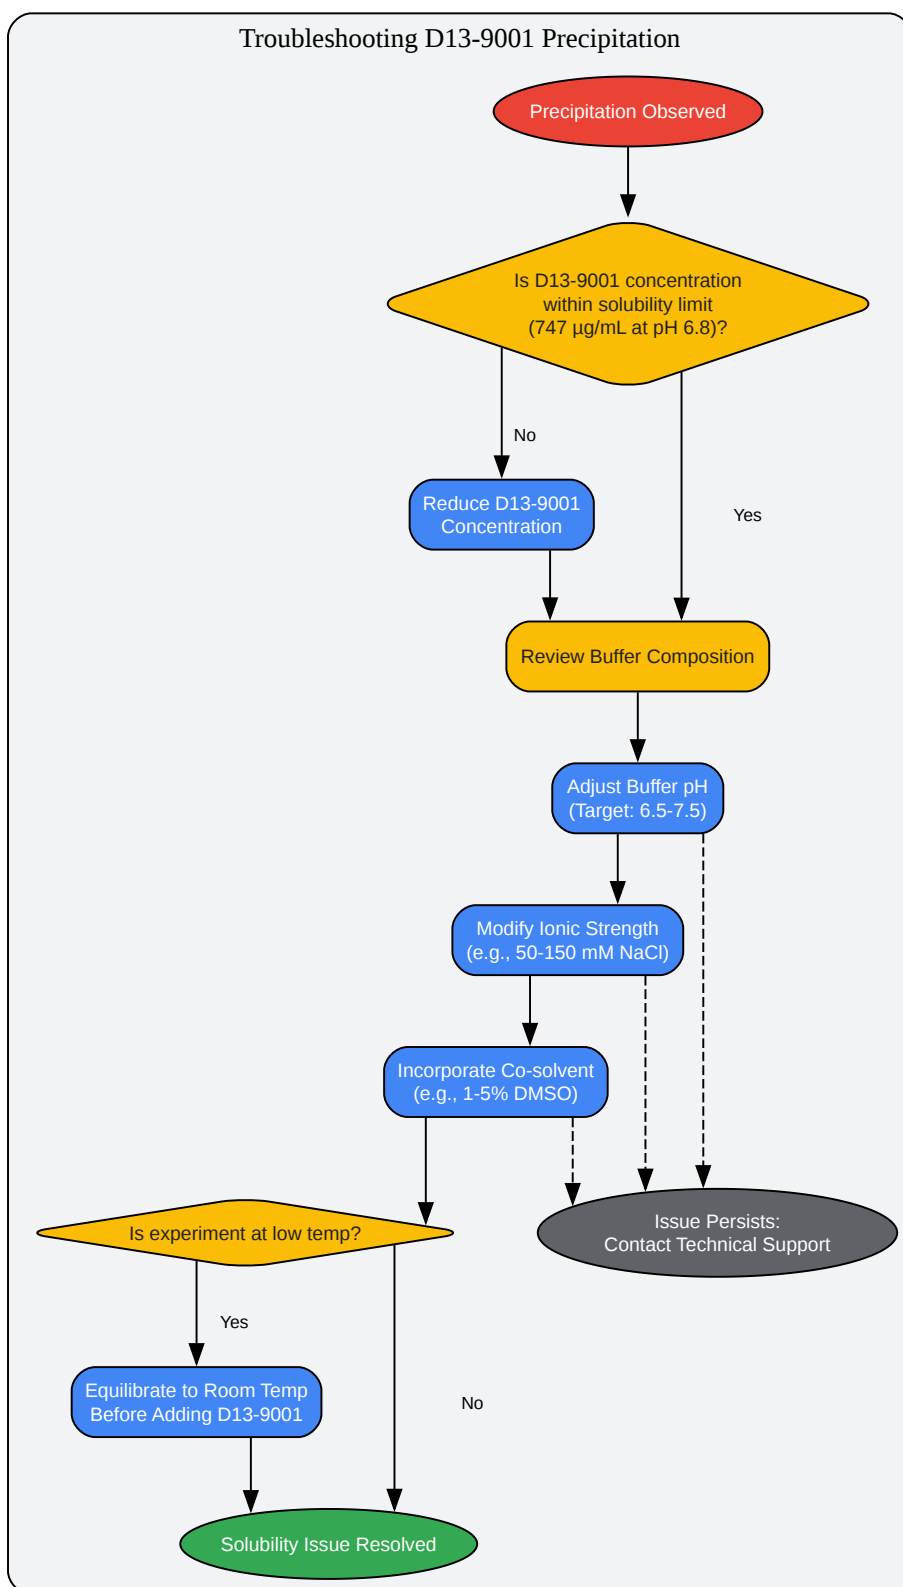 Troubleshooting D13-9001 Precipitation
Precipitation Observed
Is D13-9001 concentration
within solubility limit
(747 µg/mL at pH 6.8)?
No
Reduce D13-9001
Concentration
Yes
Review Buffer Composition
Adjust Buffer pH
(Target: 6.5-7.5)
Modify Ionic Strength
(e.g., 50-150 mM NaCl)
Incorporate Co-solvent
(e.g., 1-5% DMSO)
Is experiment at low temp?
Issue Persists:
Contact Technical Support
Yes
Equilibrate to Room Temp
Before Adding D13-9001
No
Solubility Issue Resolved